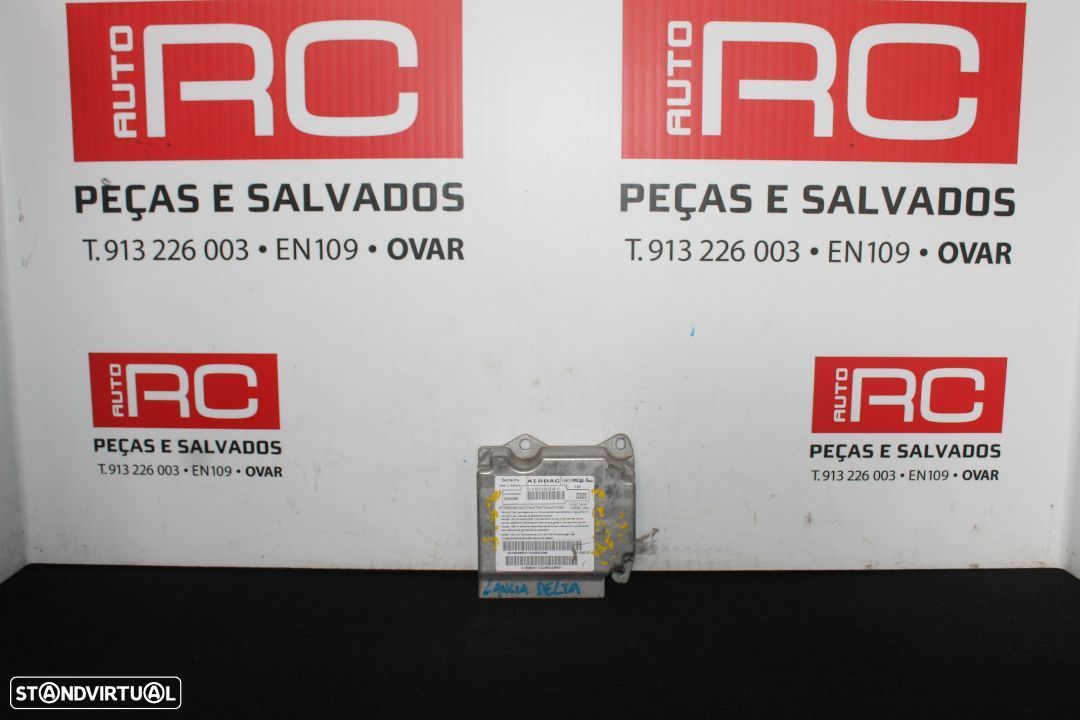 AUTO RC
PEÇAS E SALVADOS
T. 913 226 003 • EN109 • OVAR
AUTO RC
PEÇAS E SALVADOS
T. 913 226 003 • EN109 • OVAR
AUTO RC
PEÇAS E SALVADOS
T. 913 226 003 • EN109 • OVAR
AUTO RC
PEÇAS E SALVADOS
T. 913 226 003 • EN109 • OVAR
AIRBAG
D220
LANCIA DELTA
STANDVIRTUAL